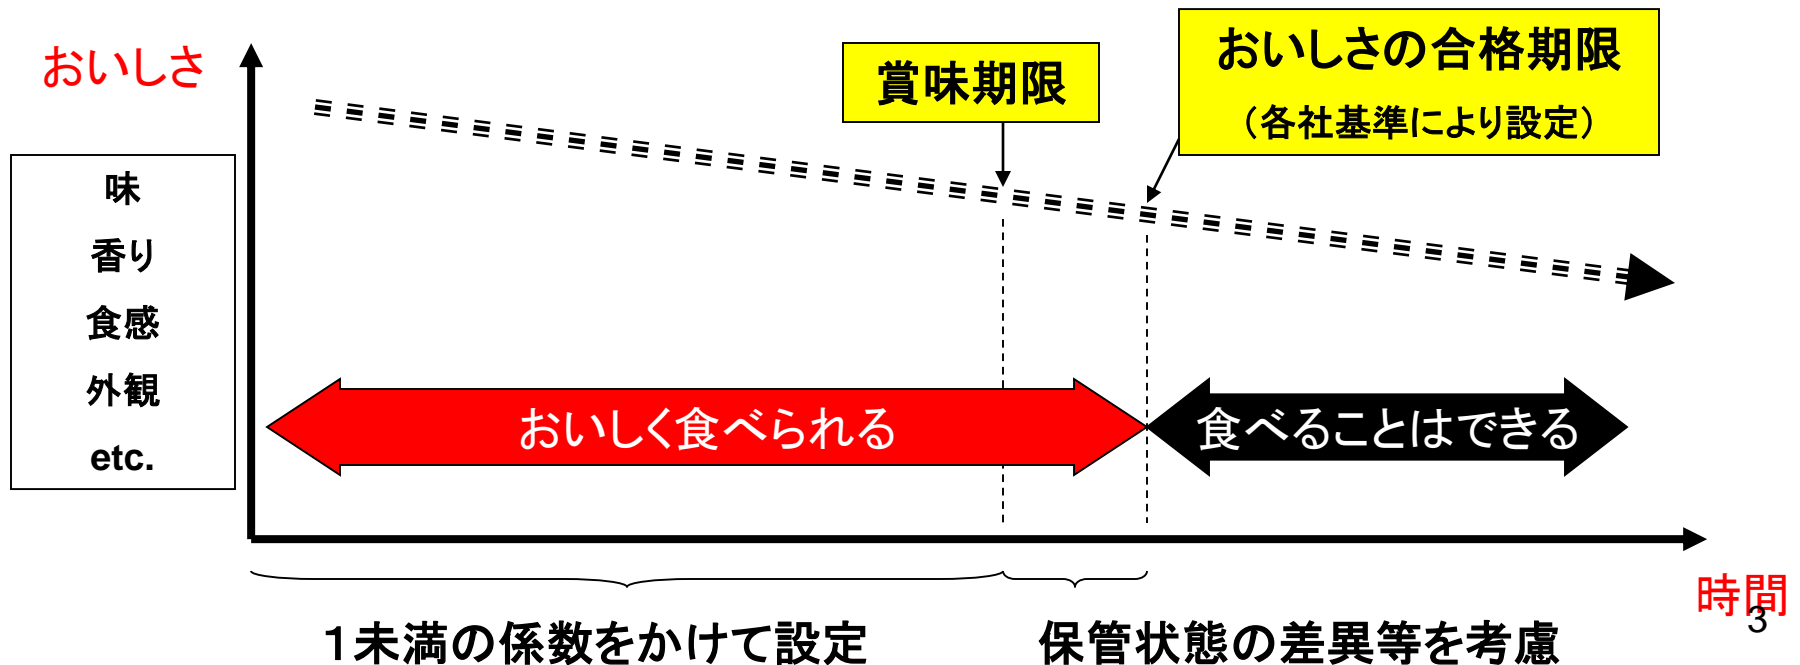 おいしさ
賞味期限
おいしさの合格期限
（各社基準により設定）
味
香り
食感
外観
etc.
おいしく食べられる
食べることはできる
時間
3
１未満の係数をかけて設定
保管状態の差異等を考慮